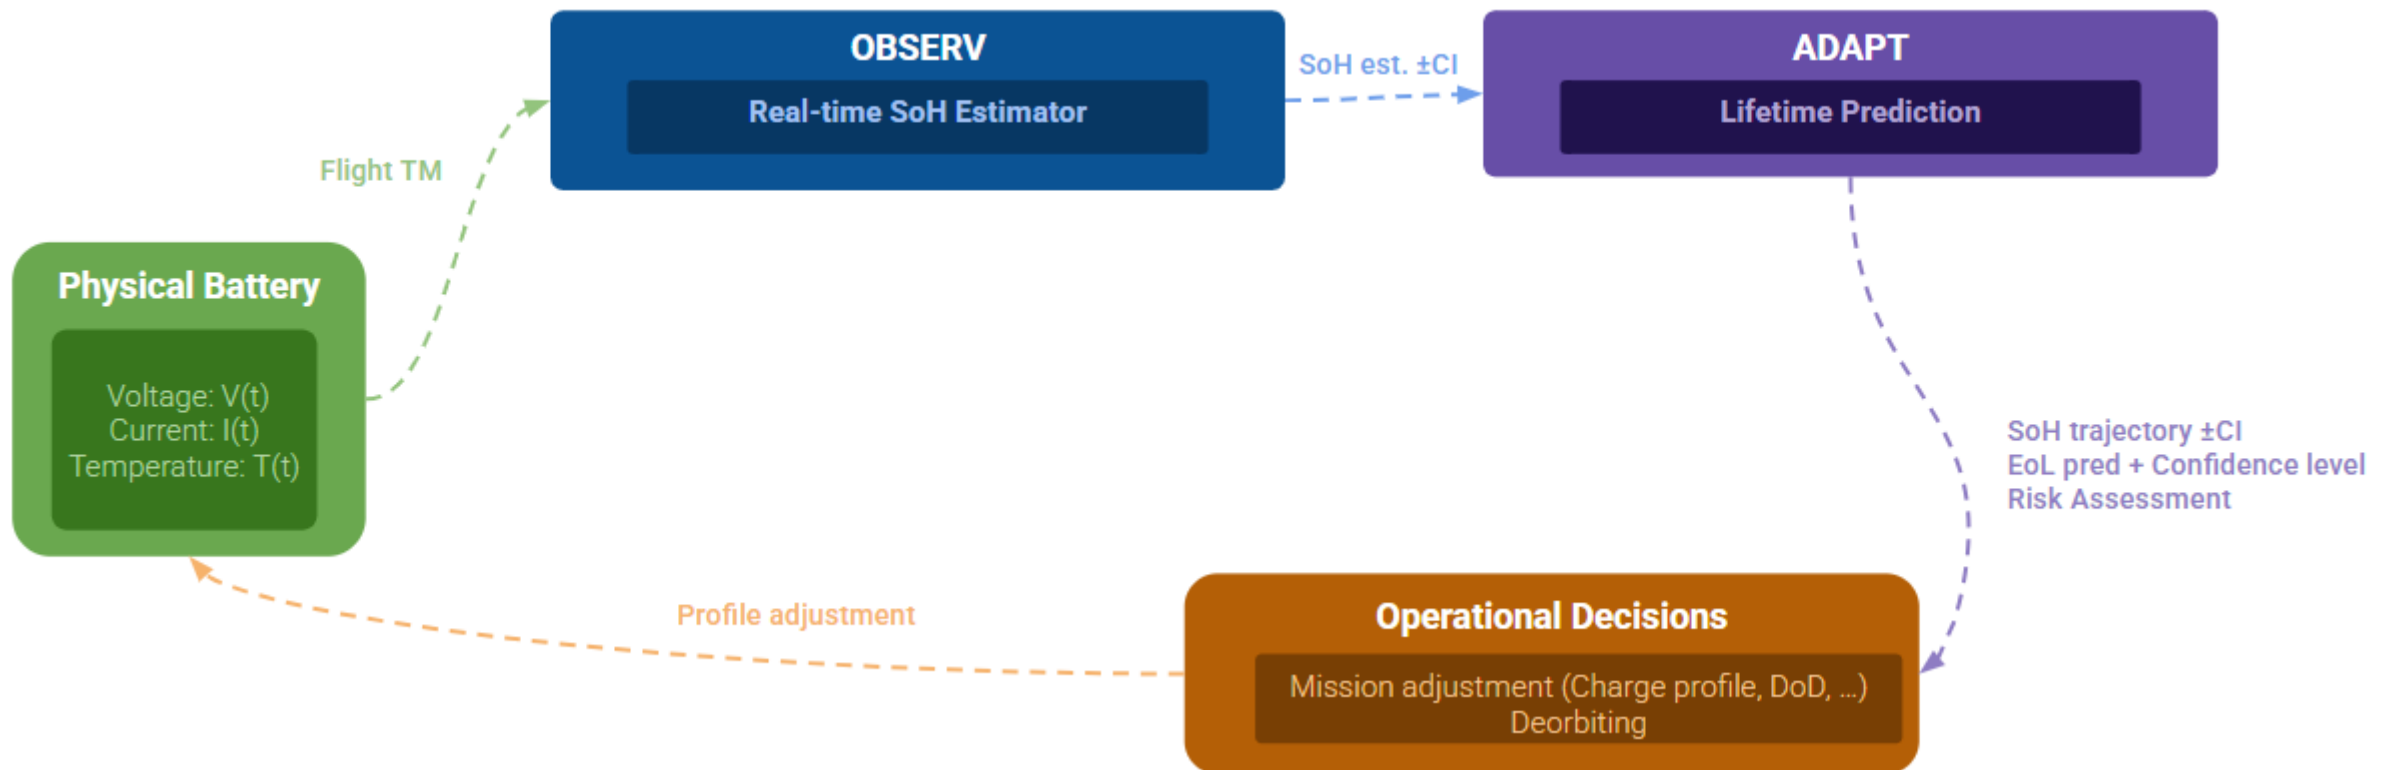 OBSERV
Real-time SoH Estimator
SoH est. ±CI
ADAPT
Lifetime Prediction
Flight TM
Physical Battery
Voltage: V(t)
Current: I(t)
Temperature: T(t)
SoH trajectory ±CI
EoL pred + Confidence level
Risk Assessment
Profile adjustment
Operational Decisions
Mission adjustment (Charge profile, DoD, ...)
Deorbiting